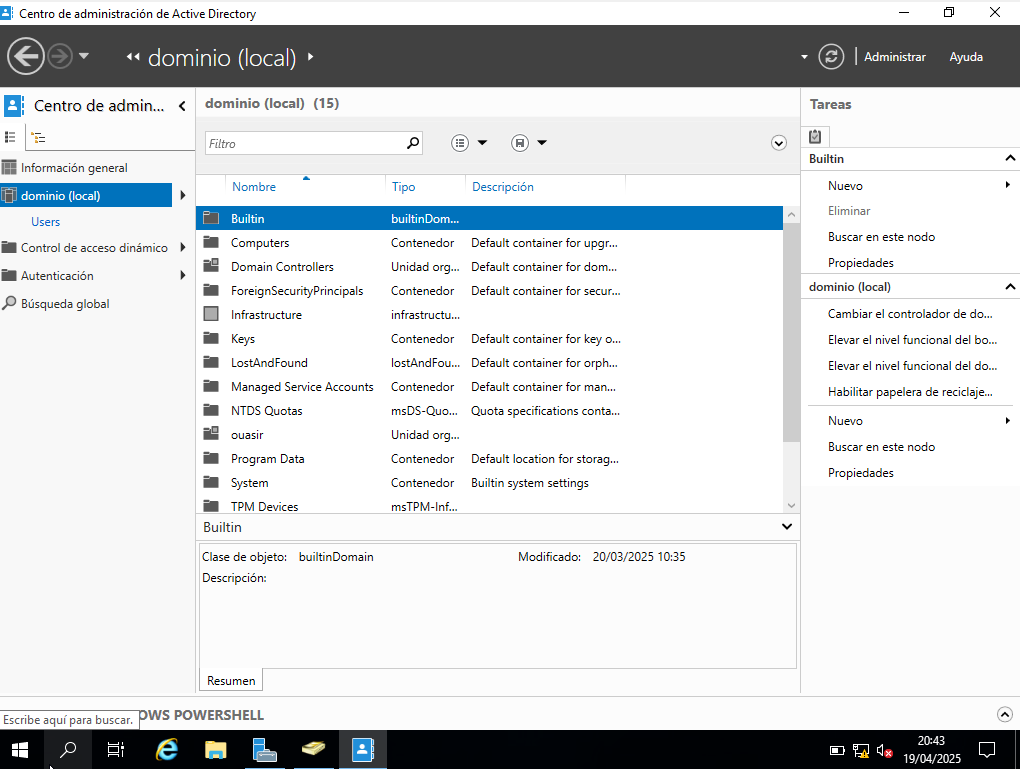 Centro de administración de Active Directory
dominio (local)
Administrar
Ayuda
Centro de admin...
Información general
dominio (local)
Users
Control de acceso dinámico
Autenticación
Búsqueda global
dominio (local) (15)
Filtro
Nombre Tipo Descripción
Builtin builtinDom...
Computers Contenedor Default container for upgr...
Domain Controllers Unidad org... Default container for dom...
ForeignSecurityPrincipals Contenedor Default container for secur...
Infrastructure infrastructu...
Keys Contenedor Default container for key o...
LostAndFound lostAndFou... Default container for orph...
Managed Service Accounts Contenedor Default container for man...
NTDS Quotas msDS-Quo... Quota specifications conta...
ouasir Unidad org...
Program Data Contenedor Default location for storag...
System Contenedor Builtin system settings
TPM Devices msTPM-Inf...
Builtin
Clase de objeto: builtinDomain Modificado: 20/03/2025 10:35
Descripción:
Resumen
Tareas
Builtin
Nuevo
Eliminar
Buscar en este nodo
Propiedades
dominio (local)
Cambiar el controlador de do...
Elevar el nivel funcional del bo...
Elevar el nivel funcional del do...
Habilitar papelera de reciclaje...
Nuevo
Buscar en este nodo
Propiedades
Escribe aquí para buscar.
OWS POWERSHELL
20:43
19/04/2025